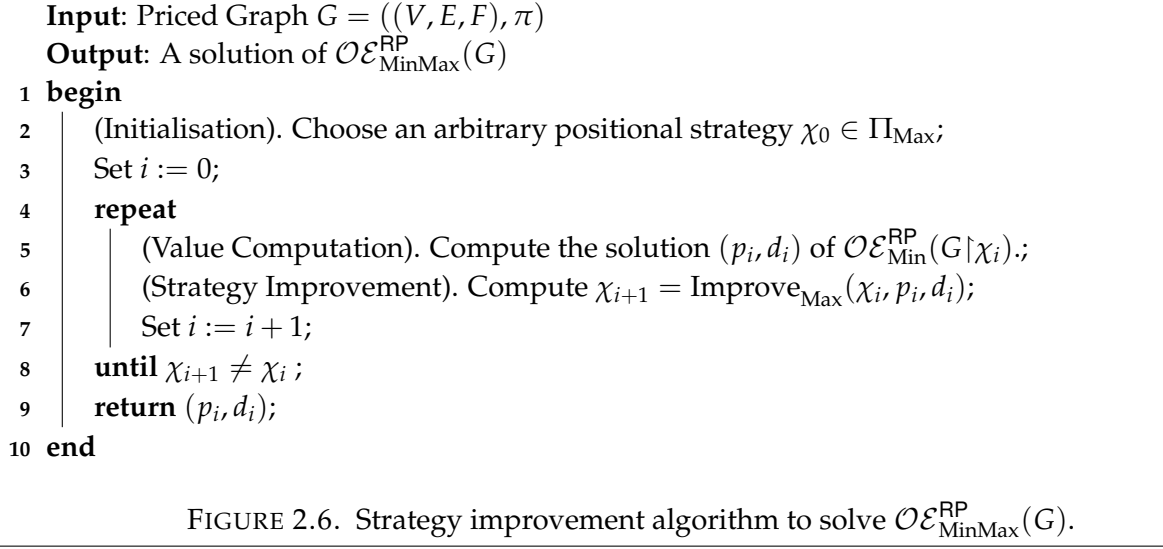 Input: Priced Graph G = ((V, E, F), π)
Output: A solution of 𝒪ℰ^RP_MinMax(G)
1 begin
2 (Initialisation). Choose an arbitrary positional strategy χ₀ ∈ Π_Max;
3 Set i := 0;
4 repeat
5 (Value Computation). Compute the solution (p_i, d_i) of 𝒪ℰ^RP_Min(G↾χ_i).;
6 (Strategy Improvement). Compute χ_{i+1} = Improve_Max(χ_i, p_i, d_i);
7 Set i := i + 1;
8 until χ_{i+1} ≠ χ_i ;
9 return (p_i, d_i);
10 end
FIGURE 2.6. Strategy improvement algorithm to solve 𝒪ℰ^RP_MinMax(G).